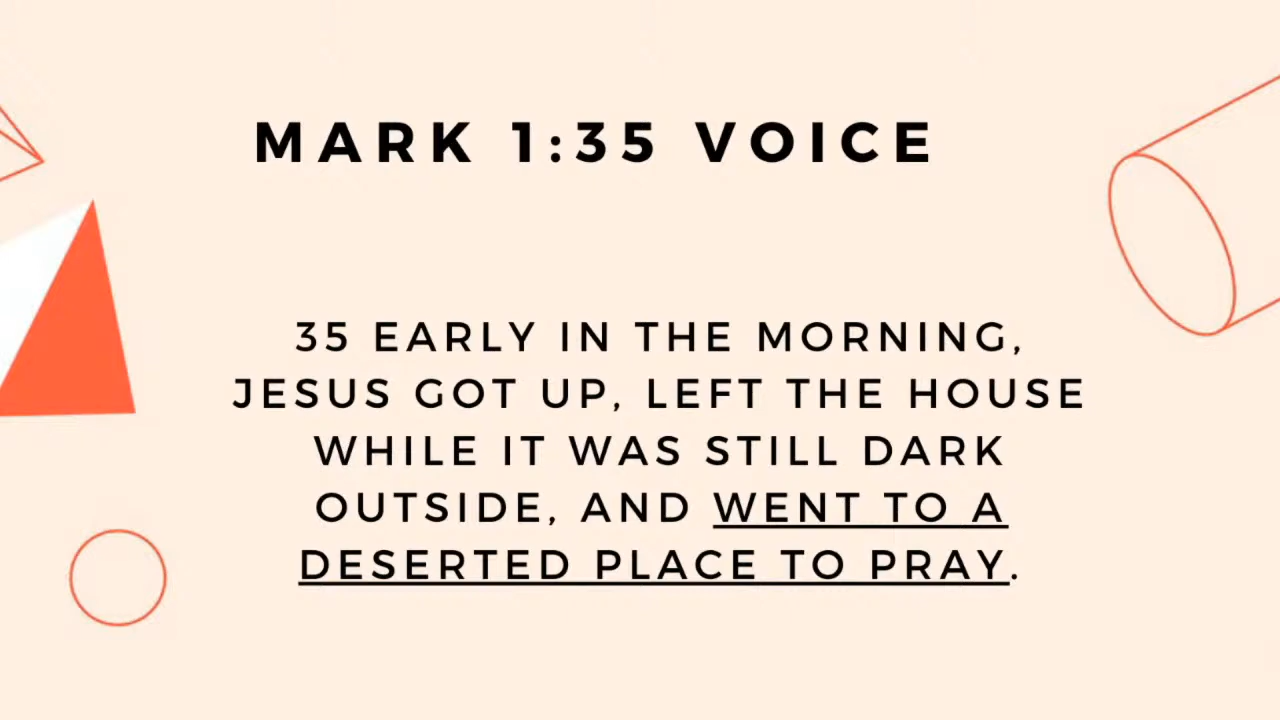 MARK 1:35 VOICE
35 EARLY IN THE MORNING,
JESUS GOT UP, LEFT THE HOUSE
WHILE IT WAS STILL DARK
OUTSIDE, AND WENT TO A
DESERTED PLACE TO PRAY.